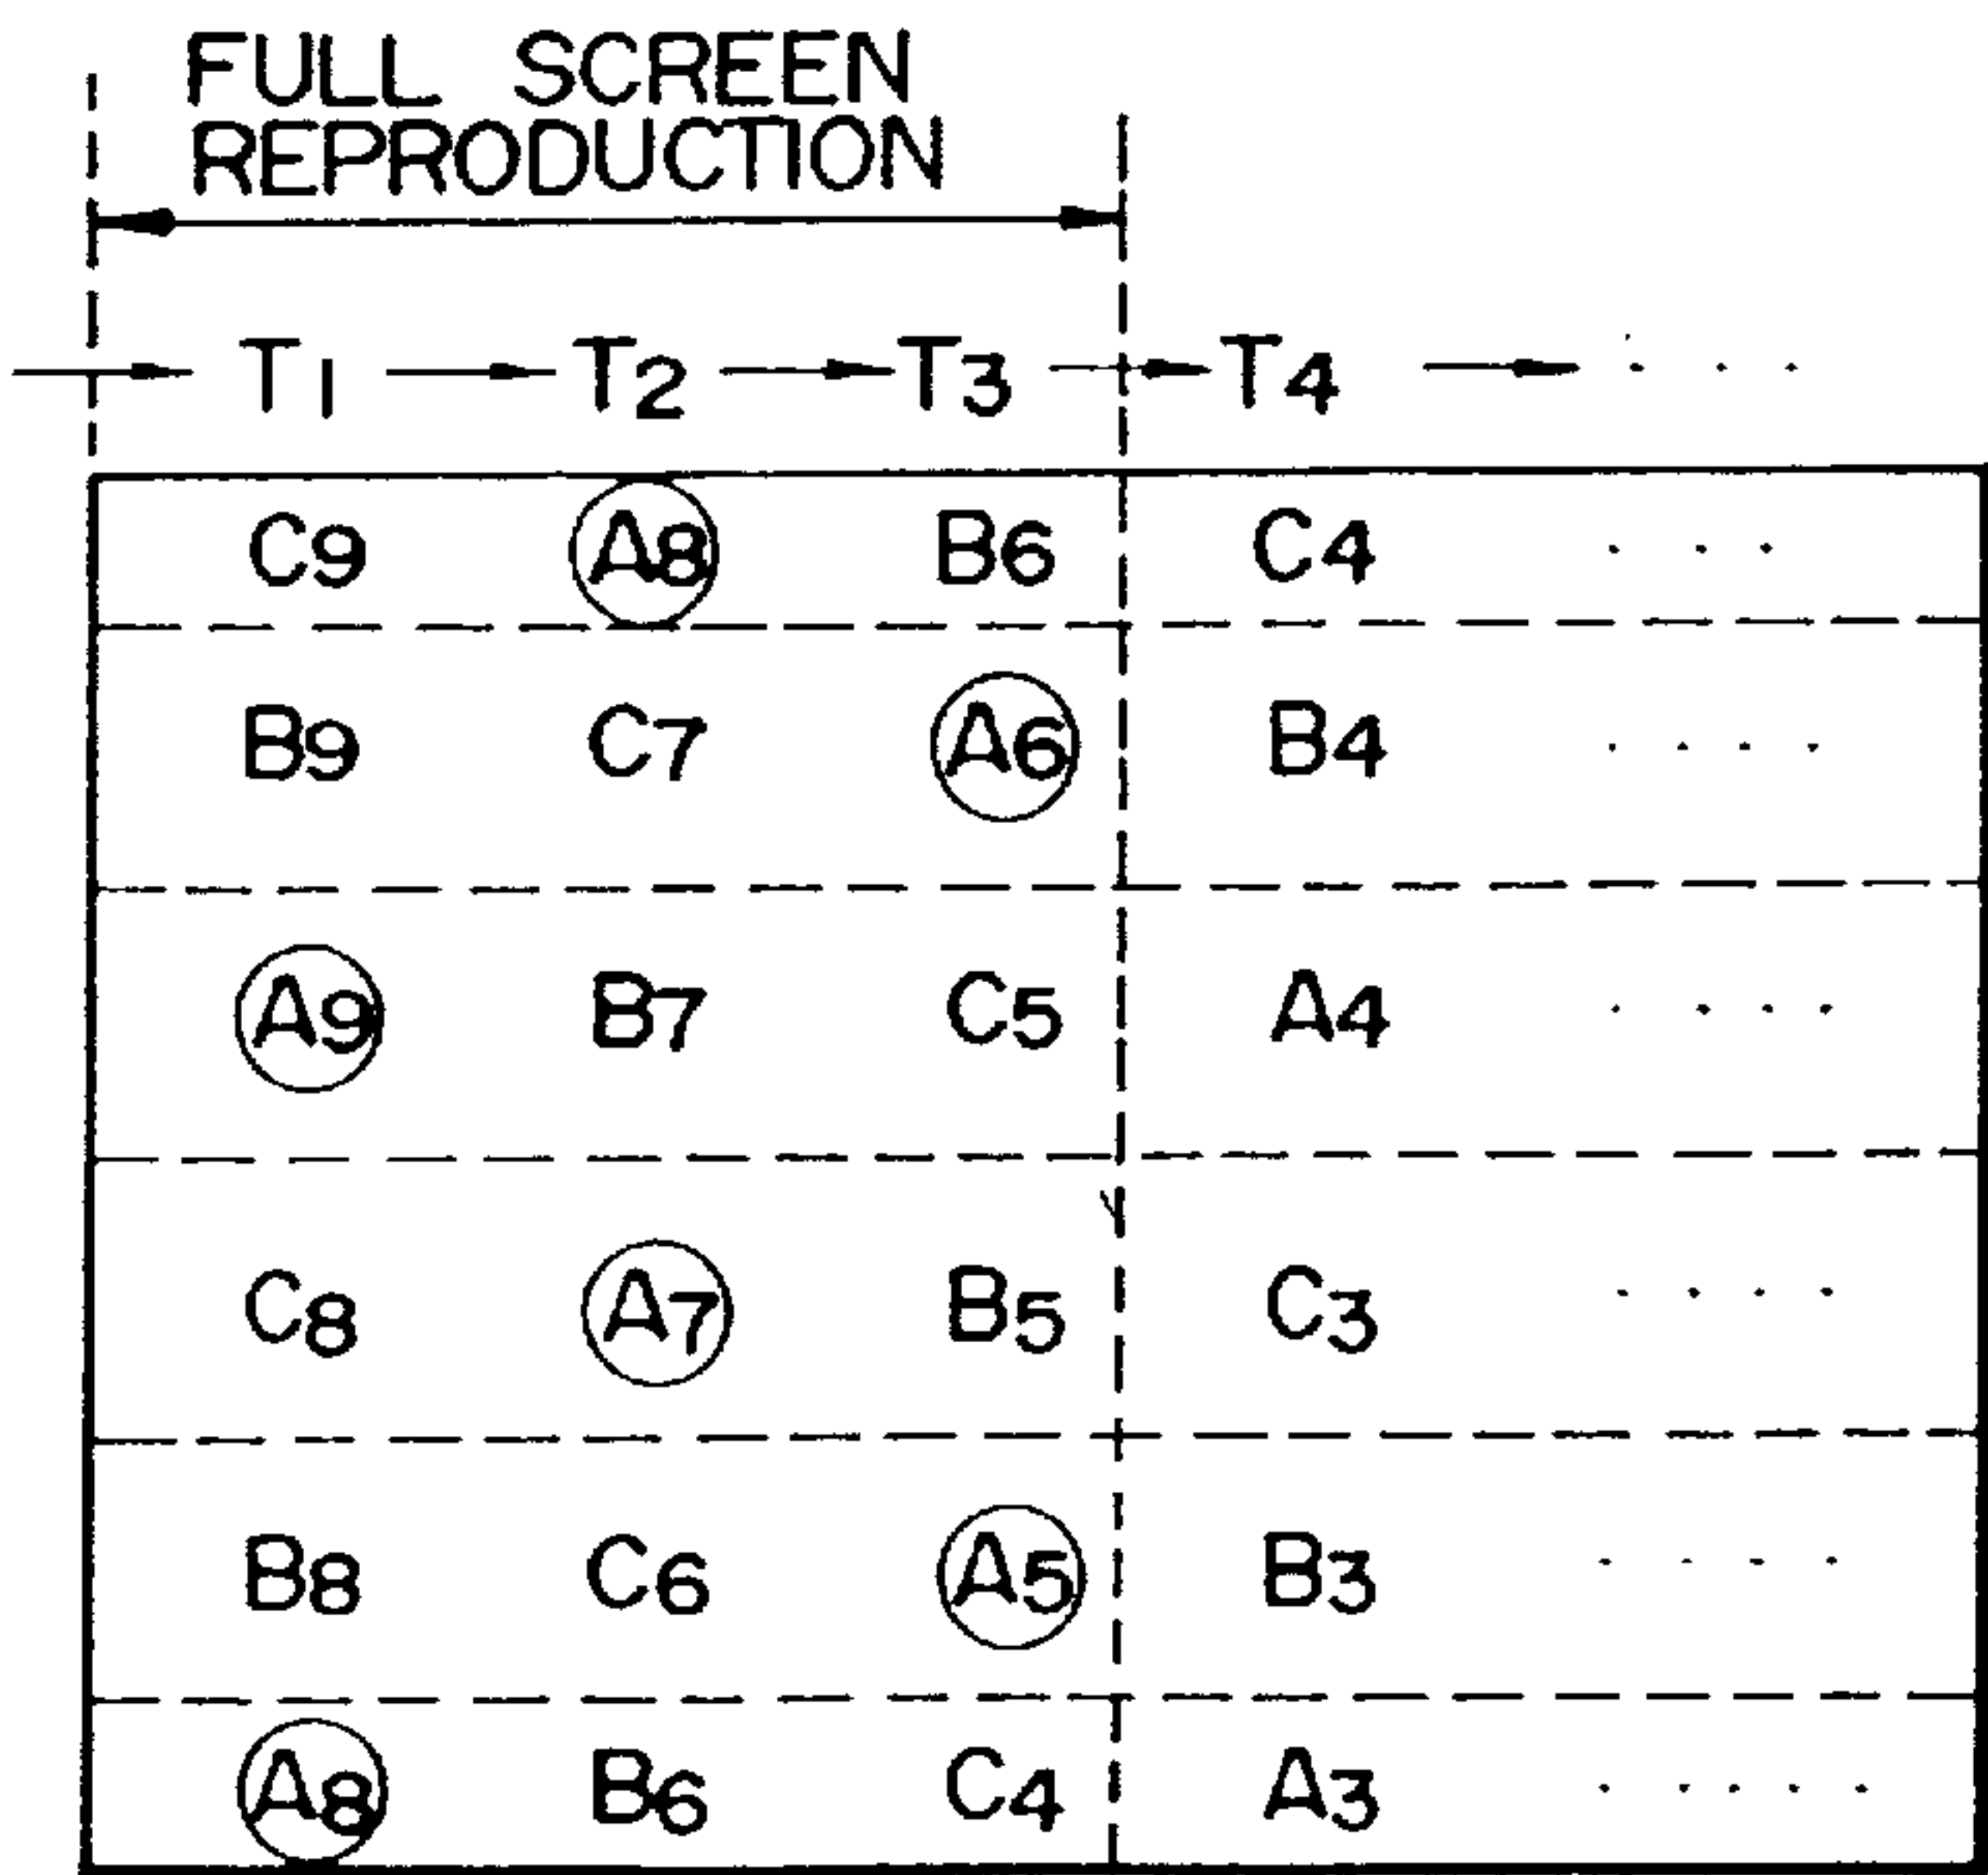 FULL SCREEN
REPRODUCTION
T1 T2 T3 T4 . . .
C9 A8 B6 C4 . . .
B9 C7 A6 B4 . . . .
A9 B7 C5 A4 . . . .
C8 A7 B5 C3 . . . .
B8 C6 A5 B3 . . . .
A8 B6 C4 A3 . . . . .